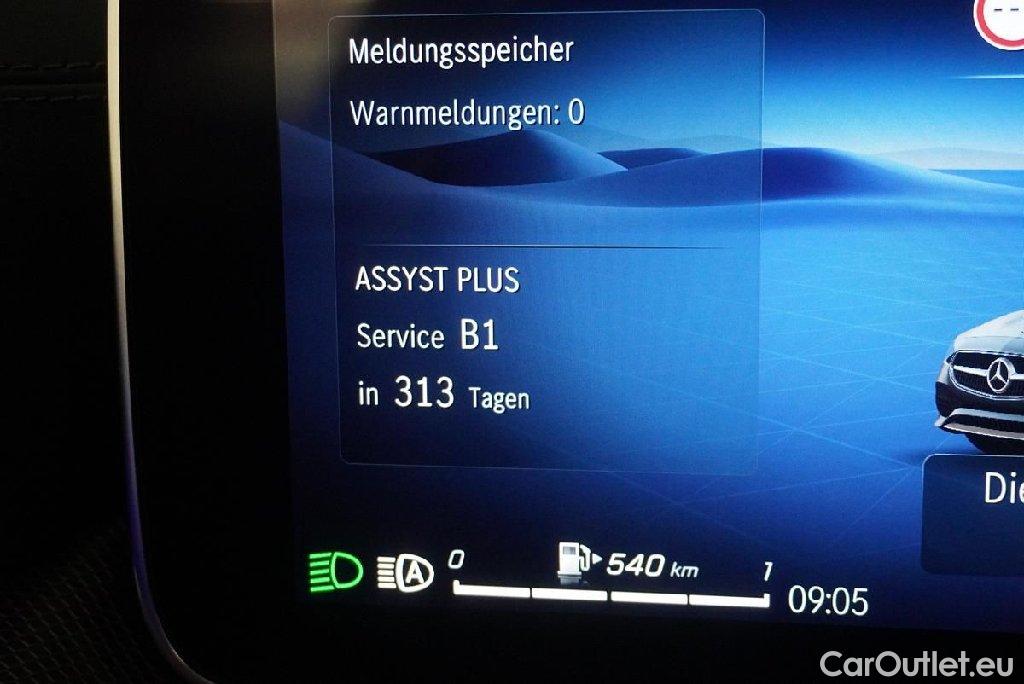 Meldungsspeicher
Warnmeldungen: 0
ASSYST PLUS
Service B1
in 313 Tagen
Die
A
0 540 km 1
09:05
CarOutlet.eu